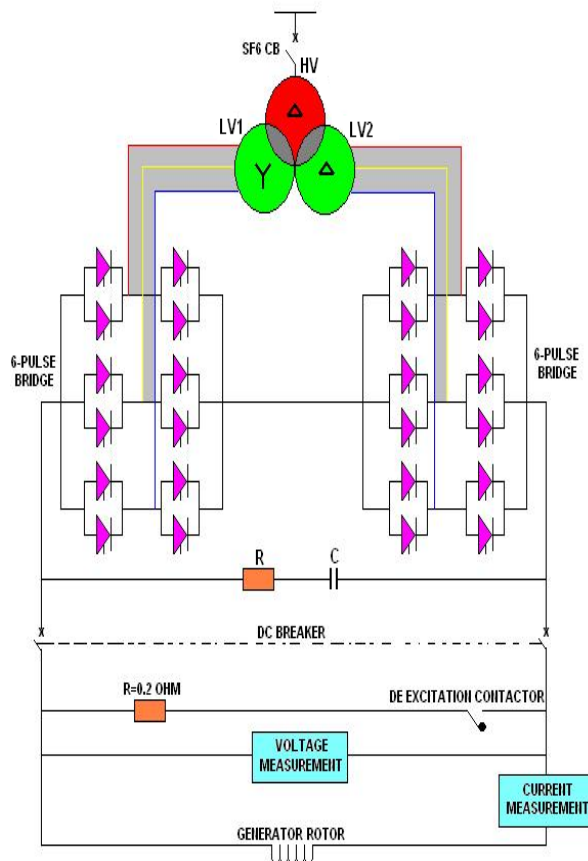 SF6 CB
HV
LV1
LV2
6-PULSE
BRIDGE
6-PULSE
BRIDGE
R
C
DC BREAKER
R=0.2 OHM
DE EXCITATION CONTACTOR
VOLTAGE
MEASUREMENT
CURRENT
MEASUREMENT
GENERATOR ROTOR